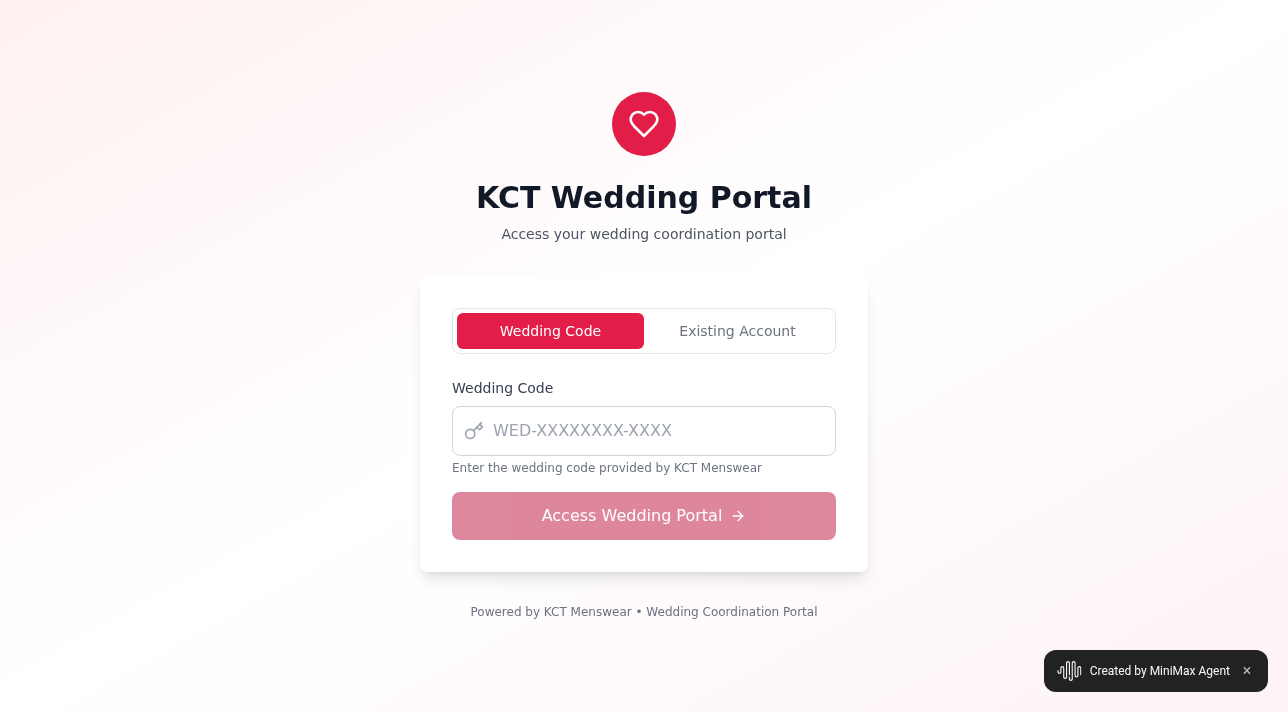 KCT Wedding Portal
Access your wedding coordination portal
Wedding Code
Existing Account
Wedding Code
WED-XXXXXXXX-XXXX
Enter the wedding code provided by KCT Menswear
Access Wedding Portal →
Powered by KCT Menswear • Wedding Coordination Portal
Created by MiniMax Agent ×